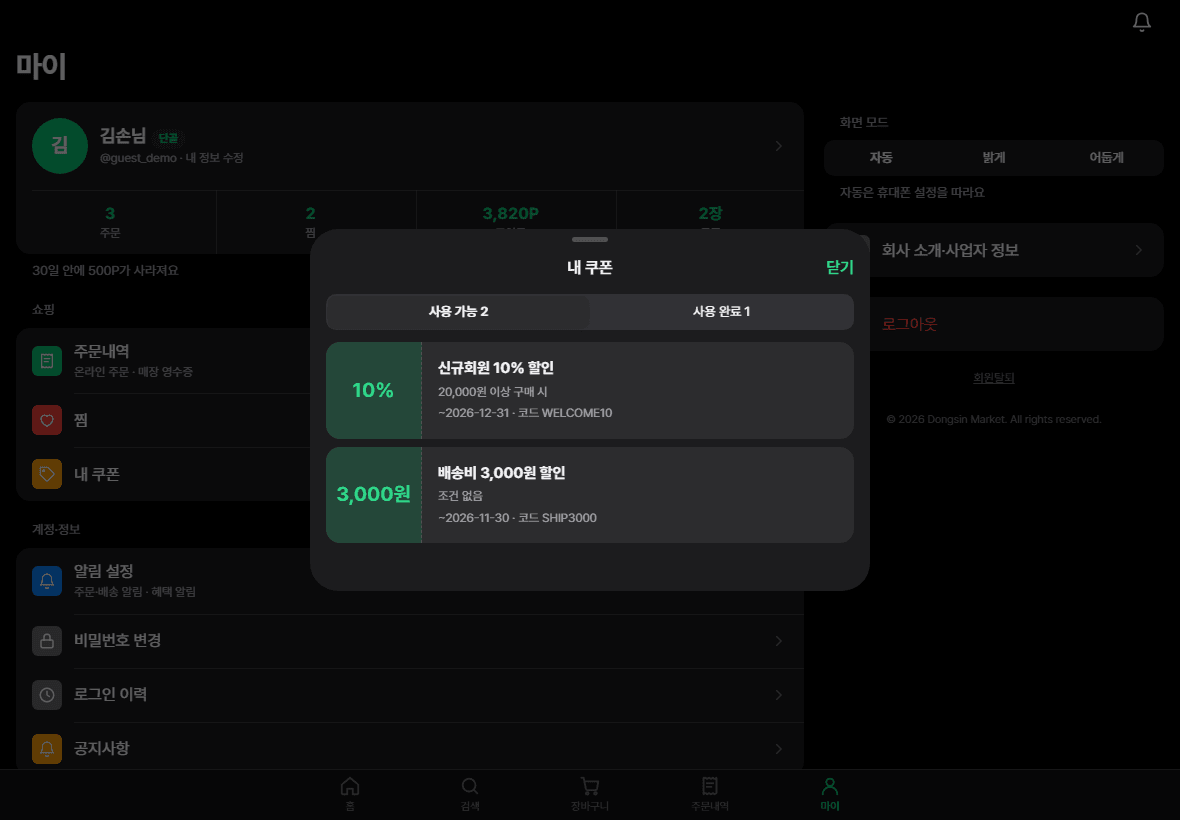 마이
김
김손님 단골
@guest_demo · 내 정보 수정
3
주문
2
찜
3,820P
2장
30일 안에 500P가 사라져요
쇼핑
주문내역
온라인 주문 · 매장 영수증
찜
내 쿠폰
계정·정보
알림 설정
주문·배송 알림 · 혜택 알림
비밀번호 변경
로그인 이력
공지사항
화면 모드
자동
밝게
어둡게
자동은 휴대폰 설정을 따라요
회사 소개·사업자 정보
로그아웃
회원탈퇴
© 2026 Dongsin Market. All rights reserved.
내 쿠폰
닫기
사용 가능 2
사용 완료 1
10%
신규회원 10% 할인
20,000원 이상 구매 시
~2026-12-31 · 코드 WELCOME10
3,000원
배송비 3,000원 할인
조건 없음
~2026-11-30 · 코드 SHIP3000
홈
검색
장바구니
주문내역
마이